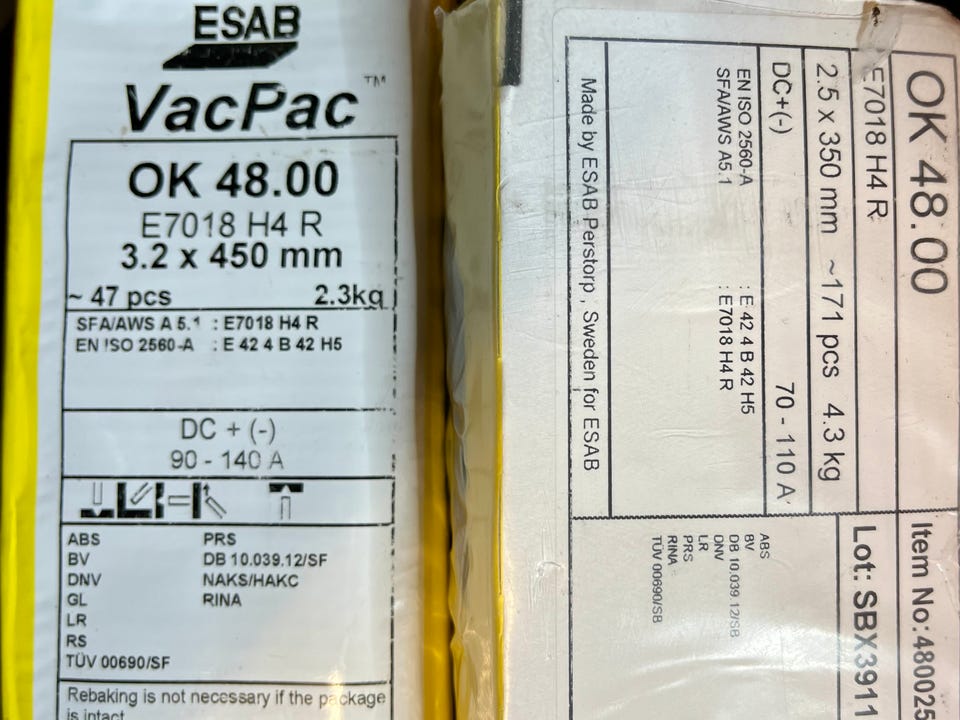 ESAB
VacPac™
OK 48.00
E7018 H4 R
3.2 x 450 mm
~ 47 pcs 2.3kg
SFA/AWS A 5.1 : E7018 H4 R
EN ISO 2560-A : E 42 4 B 42 H5
DC + (-)
90 - 140 A
ABS PRS
BV DB 10.039.12/SF
DNV NAKS/HAKC
GL RINA
LR
RS
TÜV 00690/SF
Rebaking is not necessary if the package
is intact
OK 48.00
E7018 H4 R
2.5 x 350 mm ~171 pcs 4.3 kg
DC+(-) 70 - 110 A
EN ISO 2560-A : E 42 4 B 42 H5
SFA/AWS A5.1 : E7018 H4 R
Made by ESAB Perstorp , Sweden for ESAB
Item No: 480025
Lot: SBX3911
ABS
BV
DB 10.039.12/SB
DNV
LR
PRS
RINA
TÜV 00690/SB